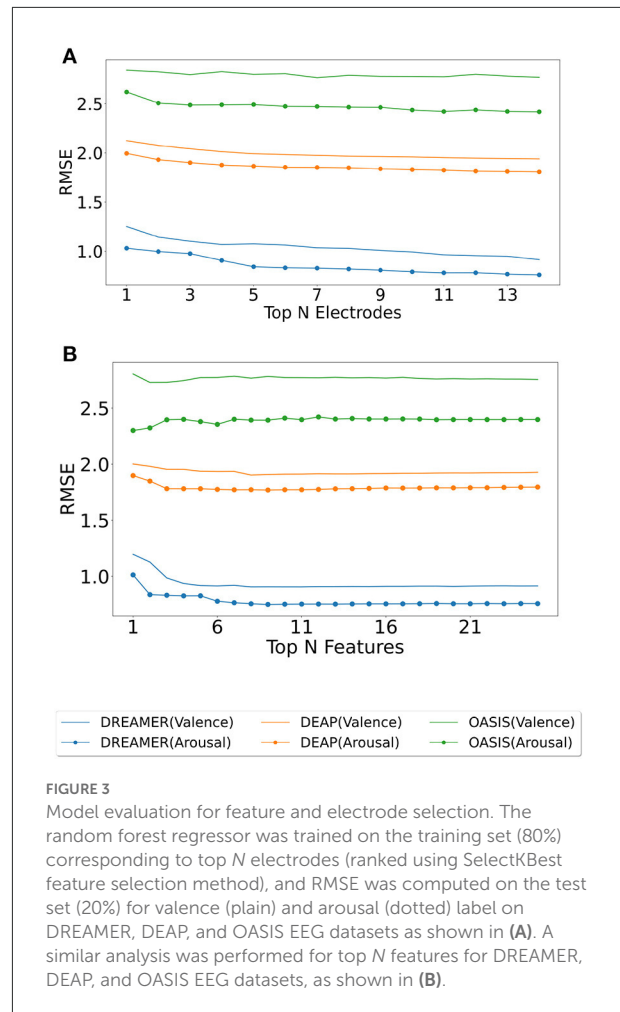 A
2.5
2.0
1.5
1.0
RMSE
1 3 5 7 9 11 13
Top N Electrodes
B
2.5
2.0
1.5
1.0
RMSE
1 6 11 16 21
Top N Features
DREAMER(Valence) DEAP(Valence) OASIS(Valence)
DREAMER(Arousal) DEAP(Arousal) OASIS(Arousal)
FIGURE 3
Model evaluation for feature and electrode selection. The
random forest regressor was trained on the training set (80%)
corresponding to top N electrodes (ranked using SelectKBest
feature selection method), and RMSE was computed on the test
set (20%) for valence (plain) and arousal (dotted) label on
DREAMER, DEAP, and OASIS EEG datasets as shown in (A). A
similar analysis was performed for top N features for DREAMER,
DEAP, and OASIS EEG datasets, as shown in (B).